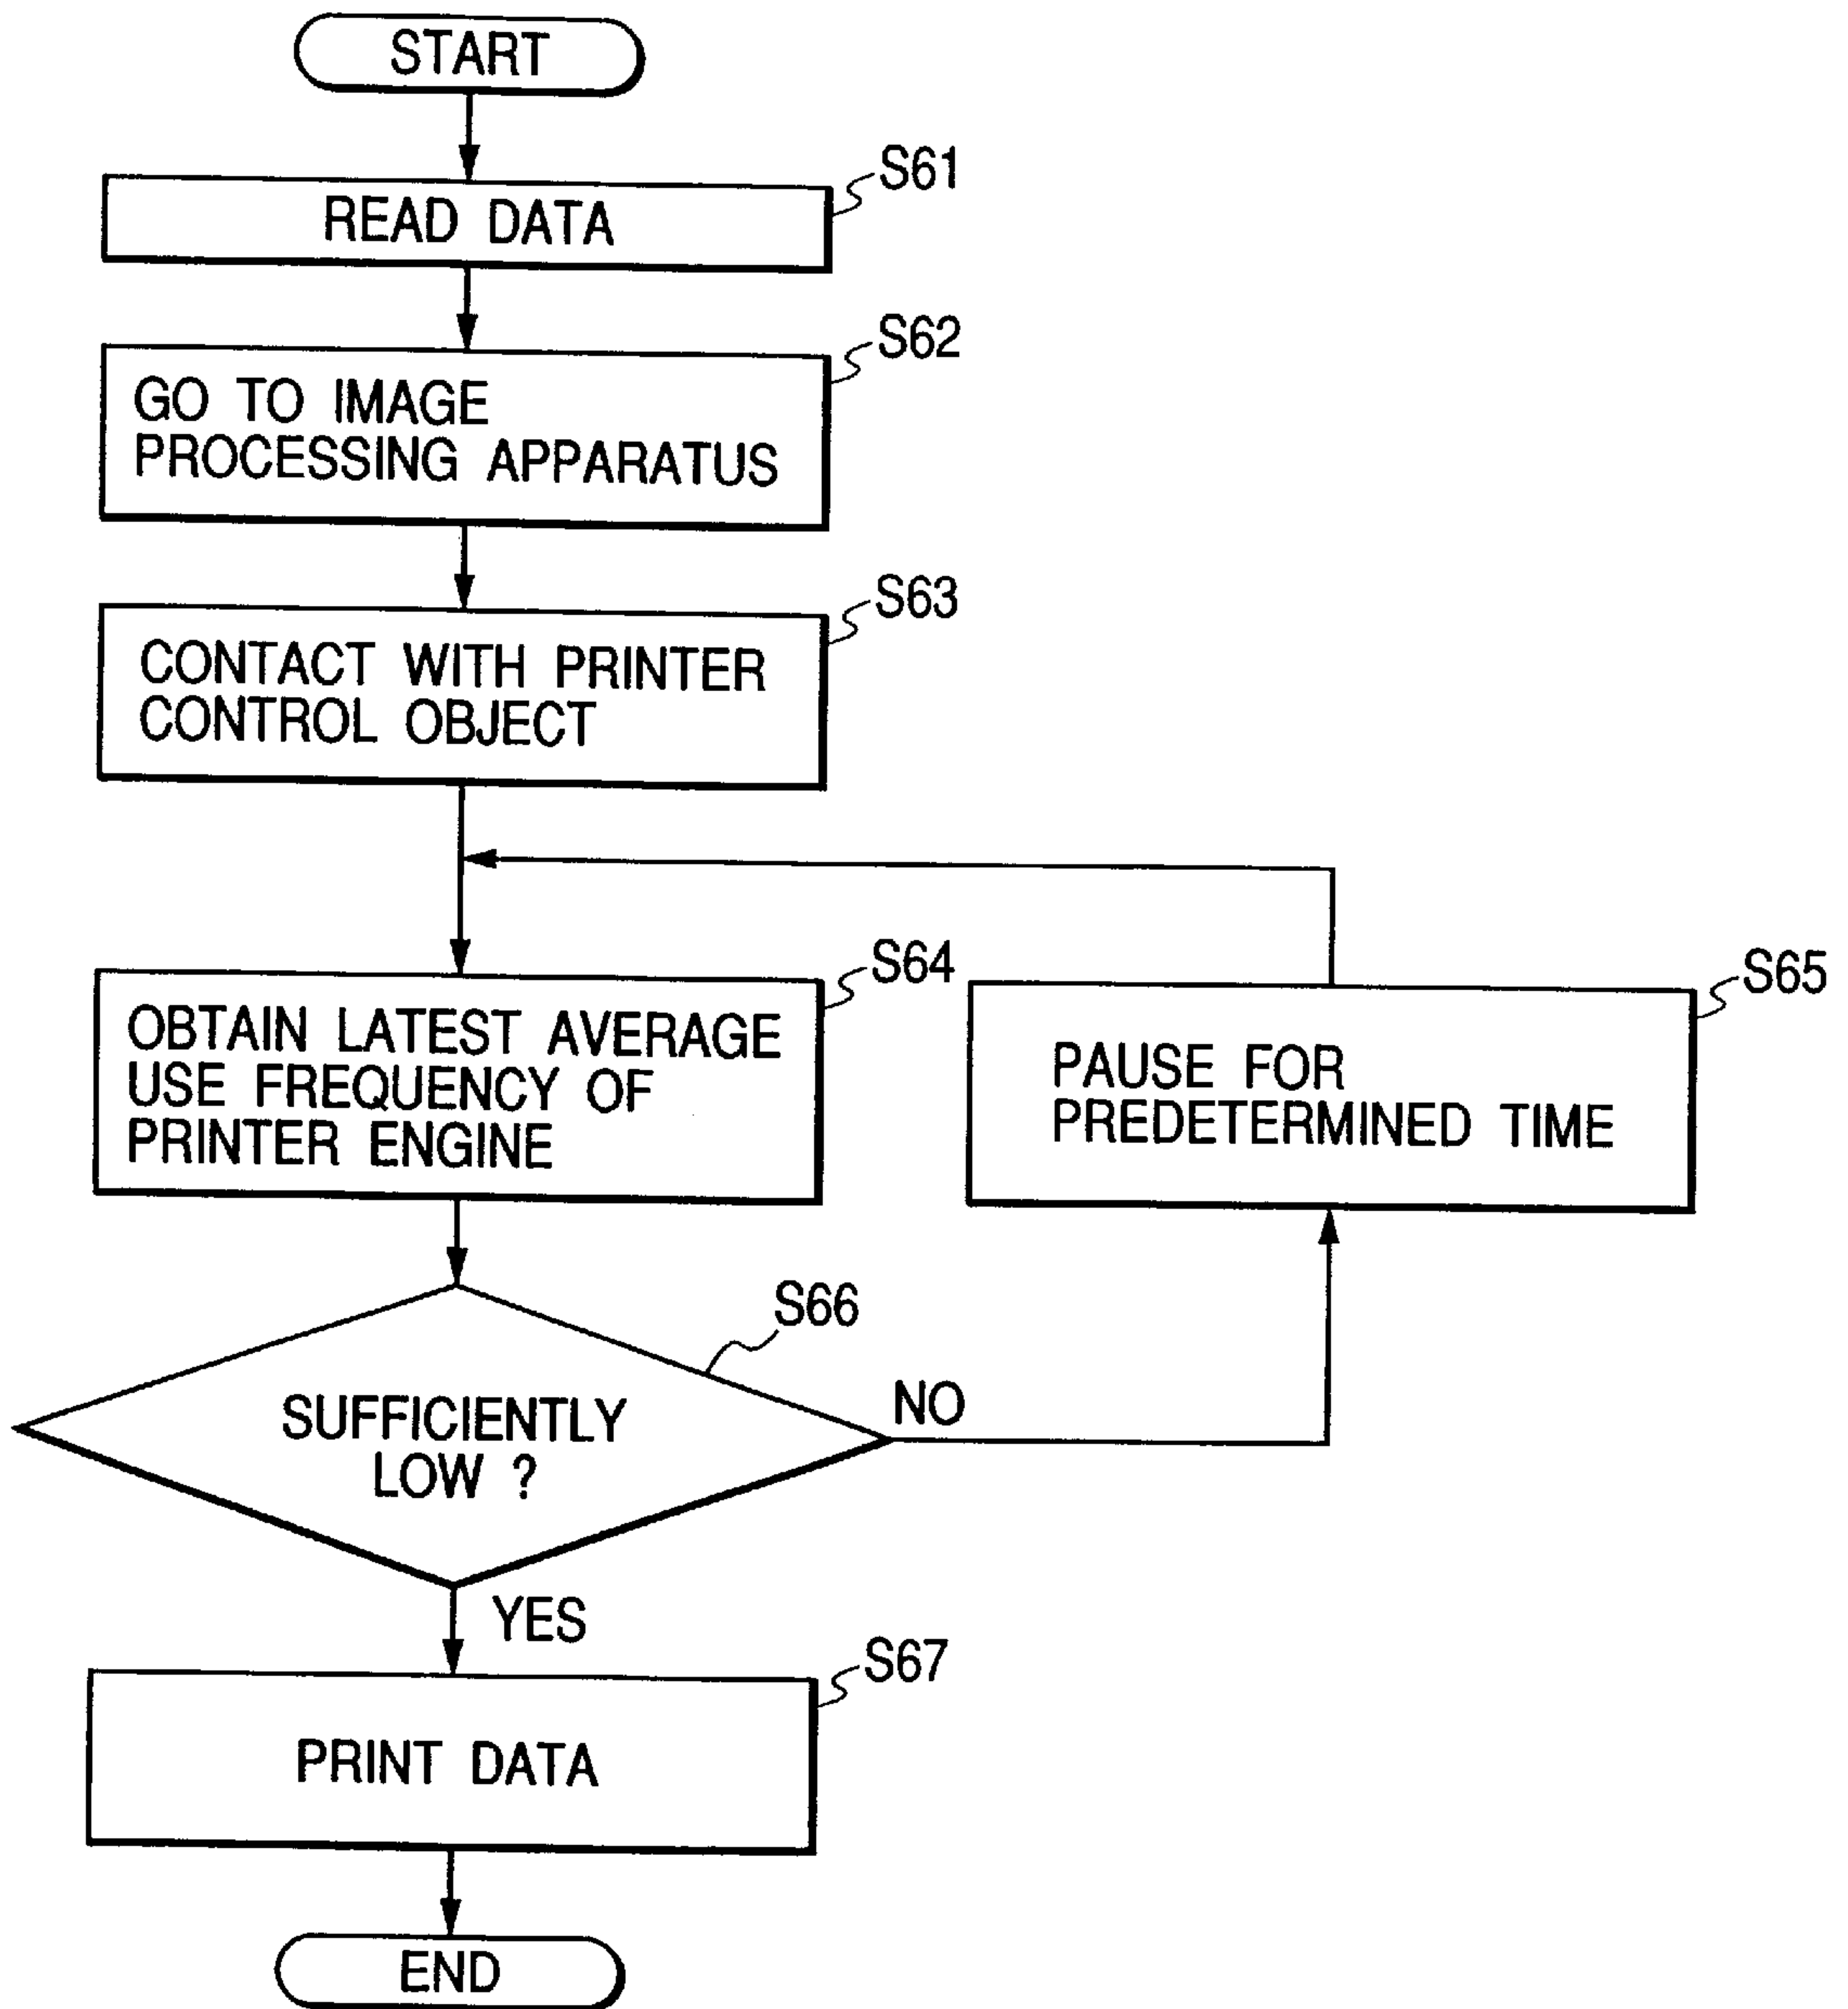 START
S61
READ DATA
S62
GO TO IMAGE
PROCESSING APPARATUS
S63
CONTACT WITH PRINTER
CONTROL OBJECT
S64
OBTAIN LATEST AVERAGE
USE FREQUENCY OF
PRINTER ENGINE
S65
PAUSE FOR
PREDETERMINED TIME
S66
SUFFICIENTLY
LOW ?
NO
YES
S67
PRINT DATA
END